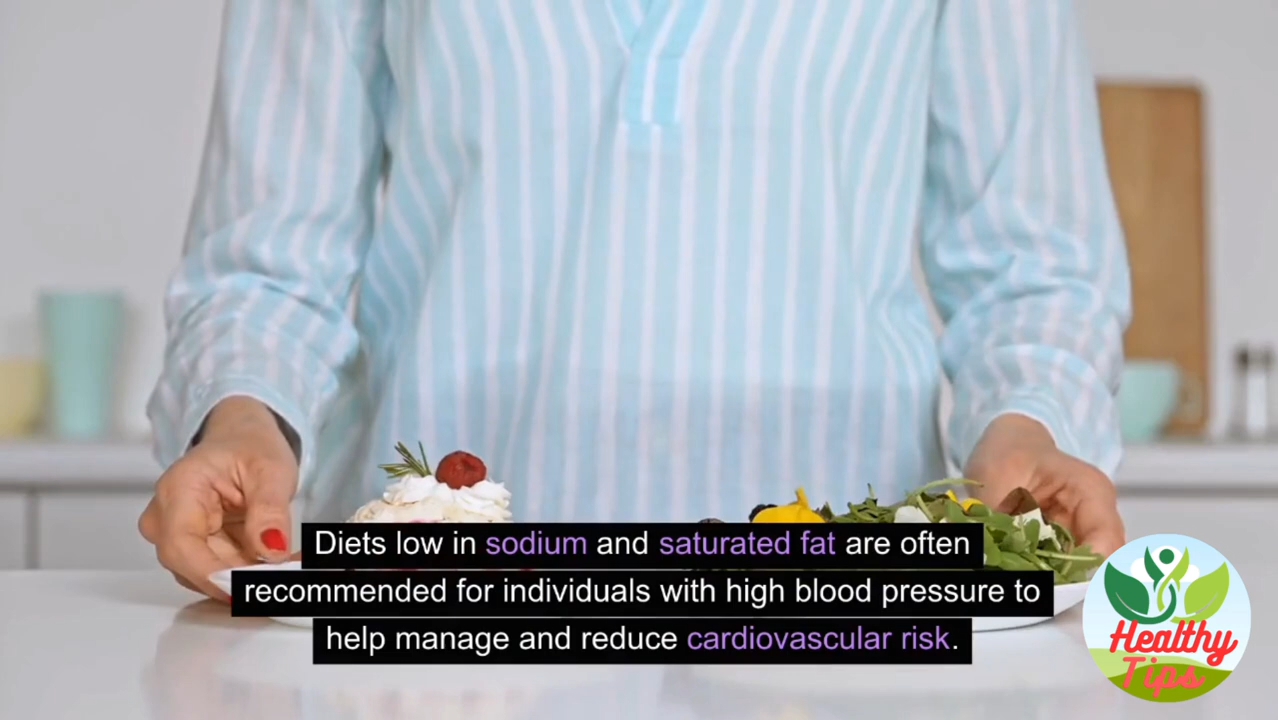 Diets low in sodium and saturated fat are often
recommended for individuals with high blood pressure to
help manage and reduce cardiovascular risk.
Healthy
Tips